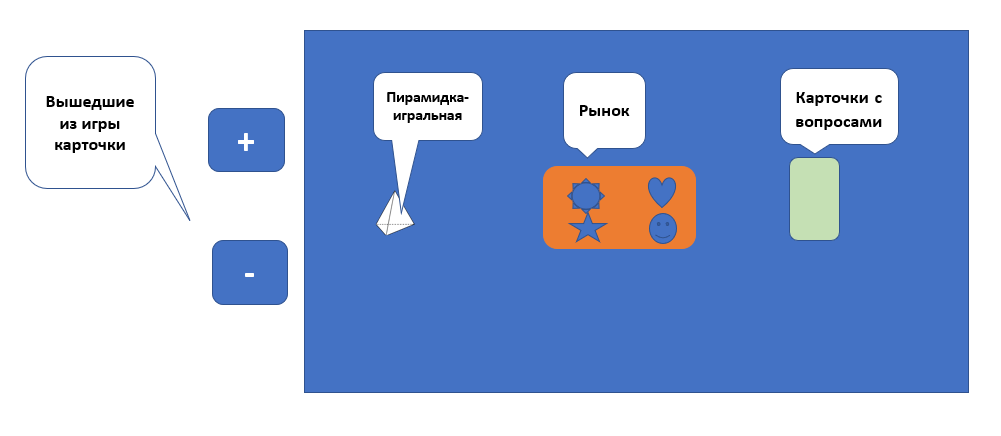 Вышедшие
из игры
карточки
+
-
Пирамидка-
игральная
Рынок
Карточки с
вопросами